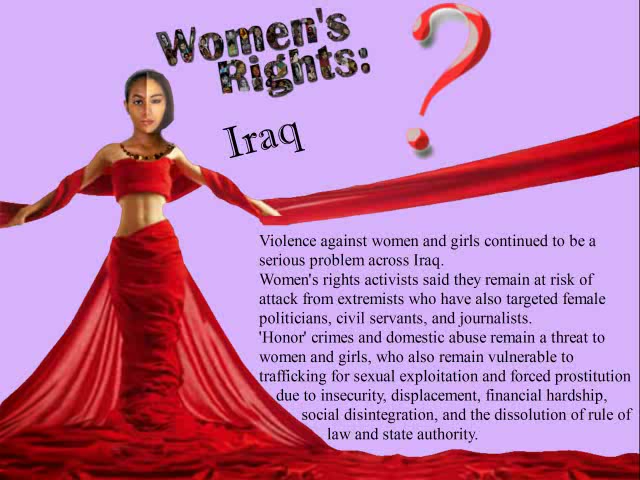 Women's
Rights:
?
Iraq
Violence against women and girls continued to be a
serious problem across Iraq.
Women's rights activists said they remain at risk of
attack from extremists who have also targeted female
politicians, civil servants, and journalists.
'Honor' crimes and domestic abuse remain a threat to
women and girls, who also remain vulnerable to
trafficking for sexual exploitation and forced prostitution
due to insecurity, displacement, financial hardship,
social disintegration, and the dissolution of rule of
law and state authority.